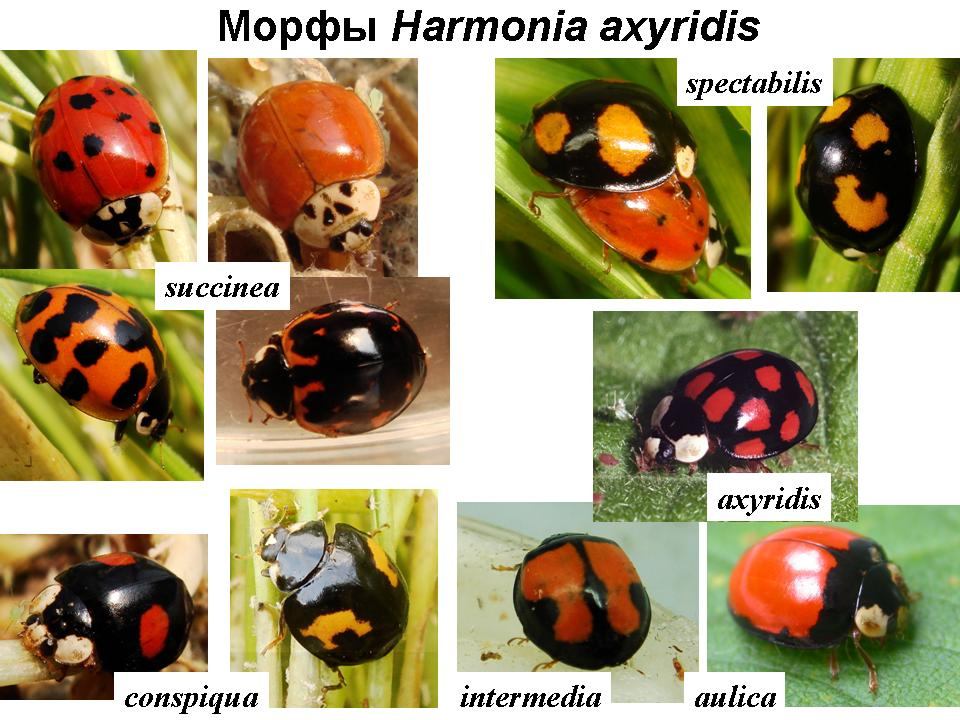 Морфы Harmonia axyridis
spectabilis
succinea
axyridis
conspiqua
intermedia
aulica